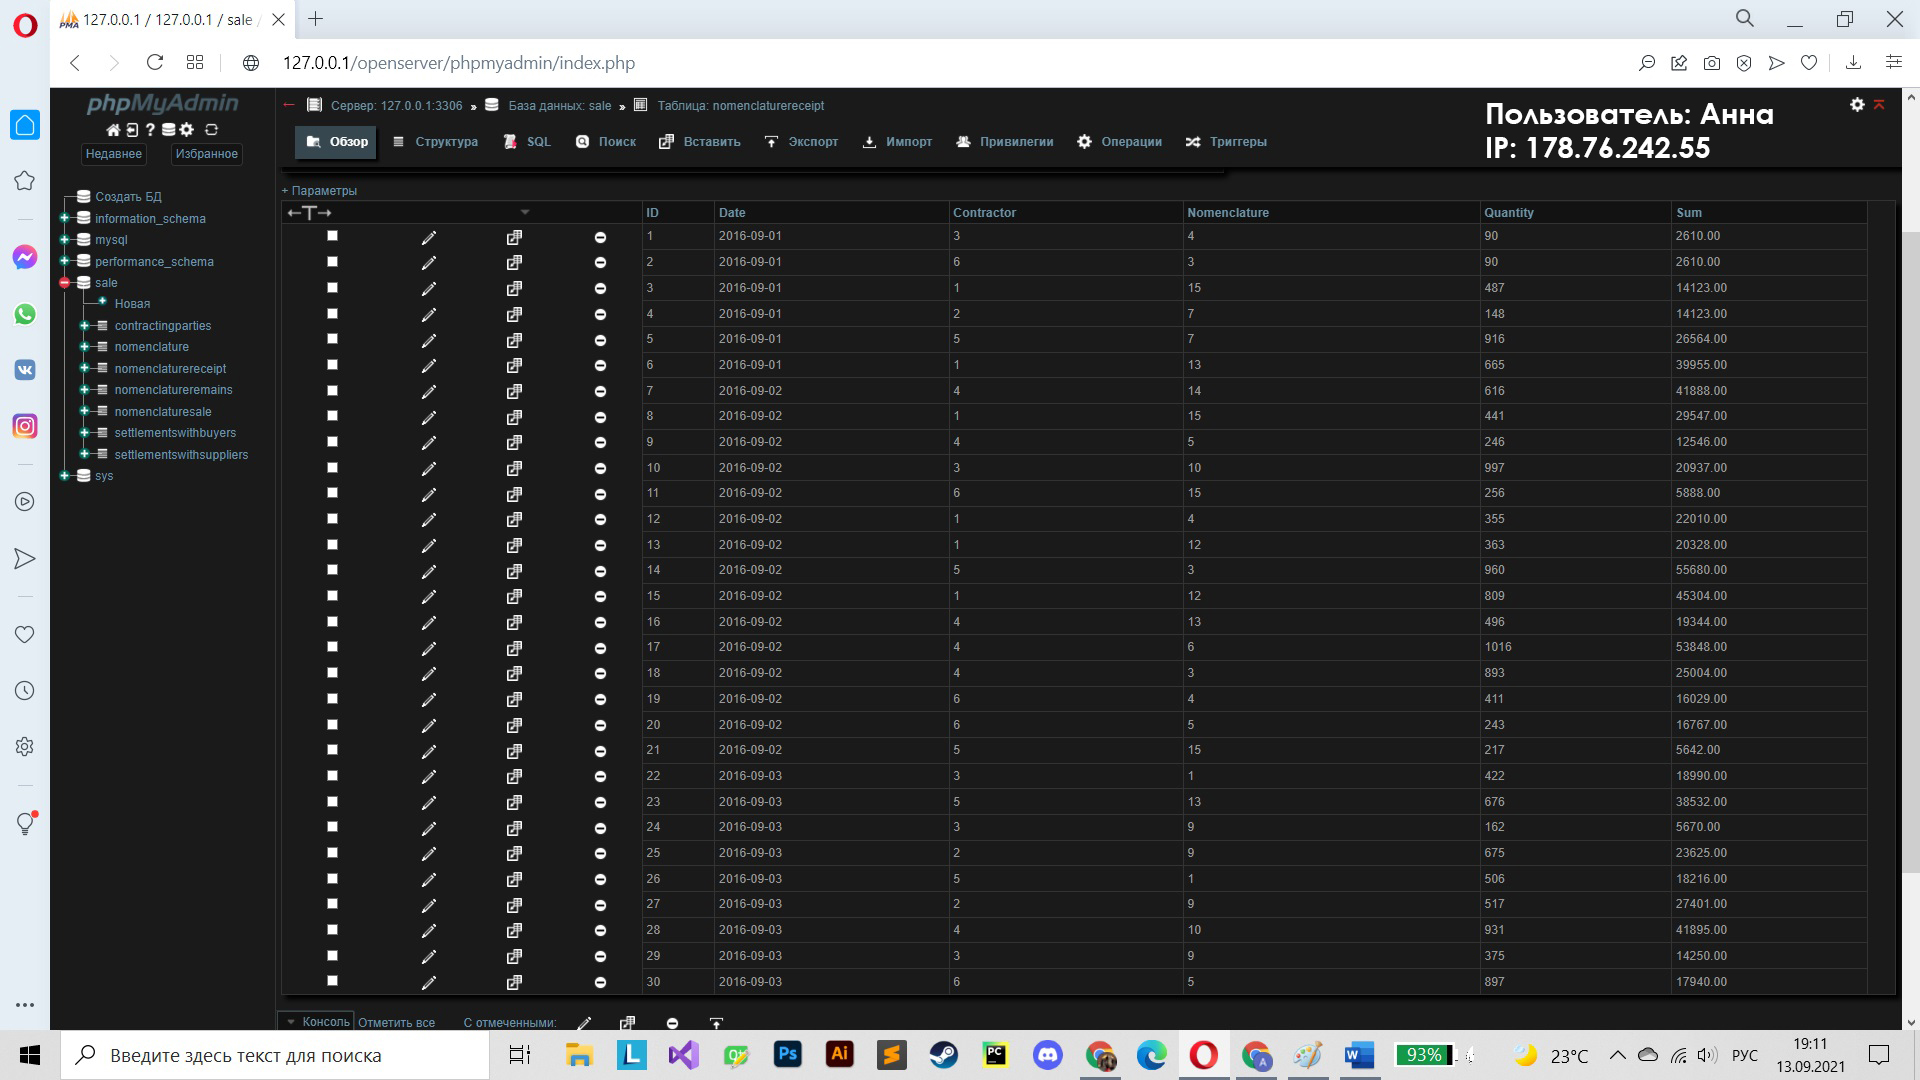 127.0.0.1 / 127.0.0.1 / sale /
127.0.0.1/openserver/phpmyadmin/index.php
phpMyAdmin
Недавнее Избранное
Создать БД
information_schema
mysql
performance_schema
sale
Новая
contractingparties
nomenclature
nomenclaturereceipt
nomenclatureremains
nomenclaturesale
settlementswithbuyers
settlementswithsuppliers
sys
Сервер: 127.0.0.1:3306 » База данных: sale » Таблица: nomenclaturereceipt
Пользователь: Анна
IP: 178.76.242.55
Обзор Структура SQL Поиск Вставить Экспорт Импорт Привилегии Операции Триггеры
+ Параметры
←T→ ID Date Contractor Nomenclature Quantity Sum
1 2016-09-01 3 4 90 2610.00
2 2016-09-01 6 3 90 2610.00
3 2016-09-01 1 15 487 14123.00
4 2016-09-01 2 7 148 14123.00
5 2016-09-01 5 7 916 26564.00
6 2016-09-01 1 13 665 39955.00
7 2016-09-02 4 14 616 41888.00
8 2016-09-02 1 15 441 29547.00
9 2016-09-02 4 5 246 12546.00
10 2016-09-02 3 10 997 20937.00
11 2016-09-02 6 15 256 5888.00
12 2016-09-02 1 4 355 22010.00
13 2016-09-02 1 12 363 20328.00
14 2016-09-02 5 3 960 55680.00
15 2016-09-02 1 12 809 45304.00
16 2016-09-02 4 13 496 19344.00
17 2016-09-02 4 6 1016 53848.00
18 2016-09-02 4 3 893 25004.00
19 2016-09-02 6 4 411 16029.00
20 2016-09-02 6 5 243 16767.00
21 2016-09-02 5 15 217 5642.00
22 2016-09-03 3 1 422 18990.00
23 2016-09-03 5 13 676 38532.00
24 2016-09-03 3 9 162 5670.00
25 2016-09-03 2 9 675 23625.00
26 2016-09-03 5 1 506 18216.00
27 2016-09-03 2 9 517 27401.00
28 2016-09-03 4 10 931 41895.00
29 2016-09-03 3 9 375 14250.00
30 2016-09-03 6 5 897 17940.00
Консоль Отметить все С отмеченными:
Введите здесь текст для поиска
93%
23°C
РУС
19:11
13.09.2021